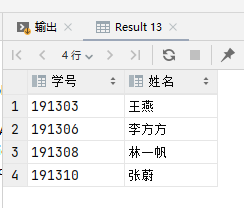 输出 Result 13
4 行
学号 姓名
1 191303 王燕
2 191306 李方方
3 191308 林一帆
4 191310 张蔚